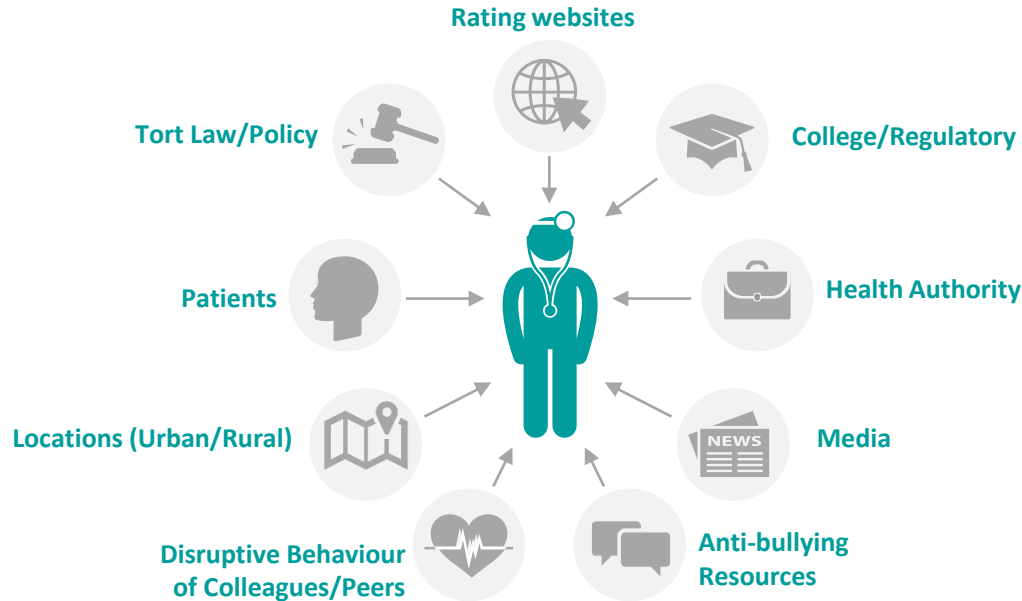 Rating websites
Tort Law/Policy
College/Regulatory
Patients
Health Authority
Locations (Urban/Rural)
NEWS
Media
Disruptive Behaviour
of Colleagues/Peers
Anti-bullying
Resources